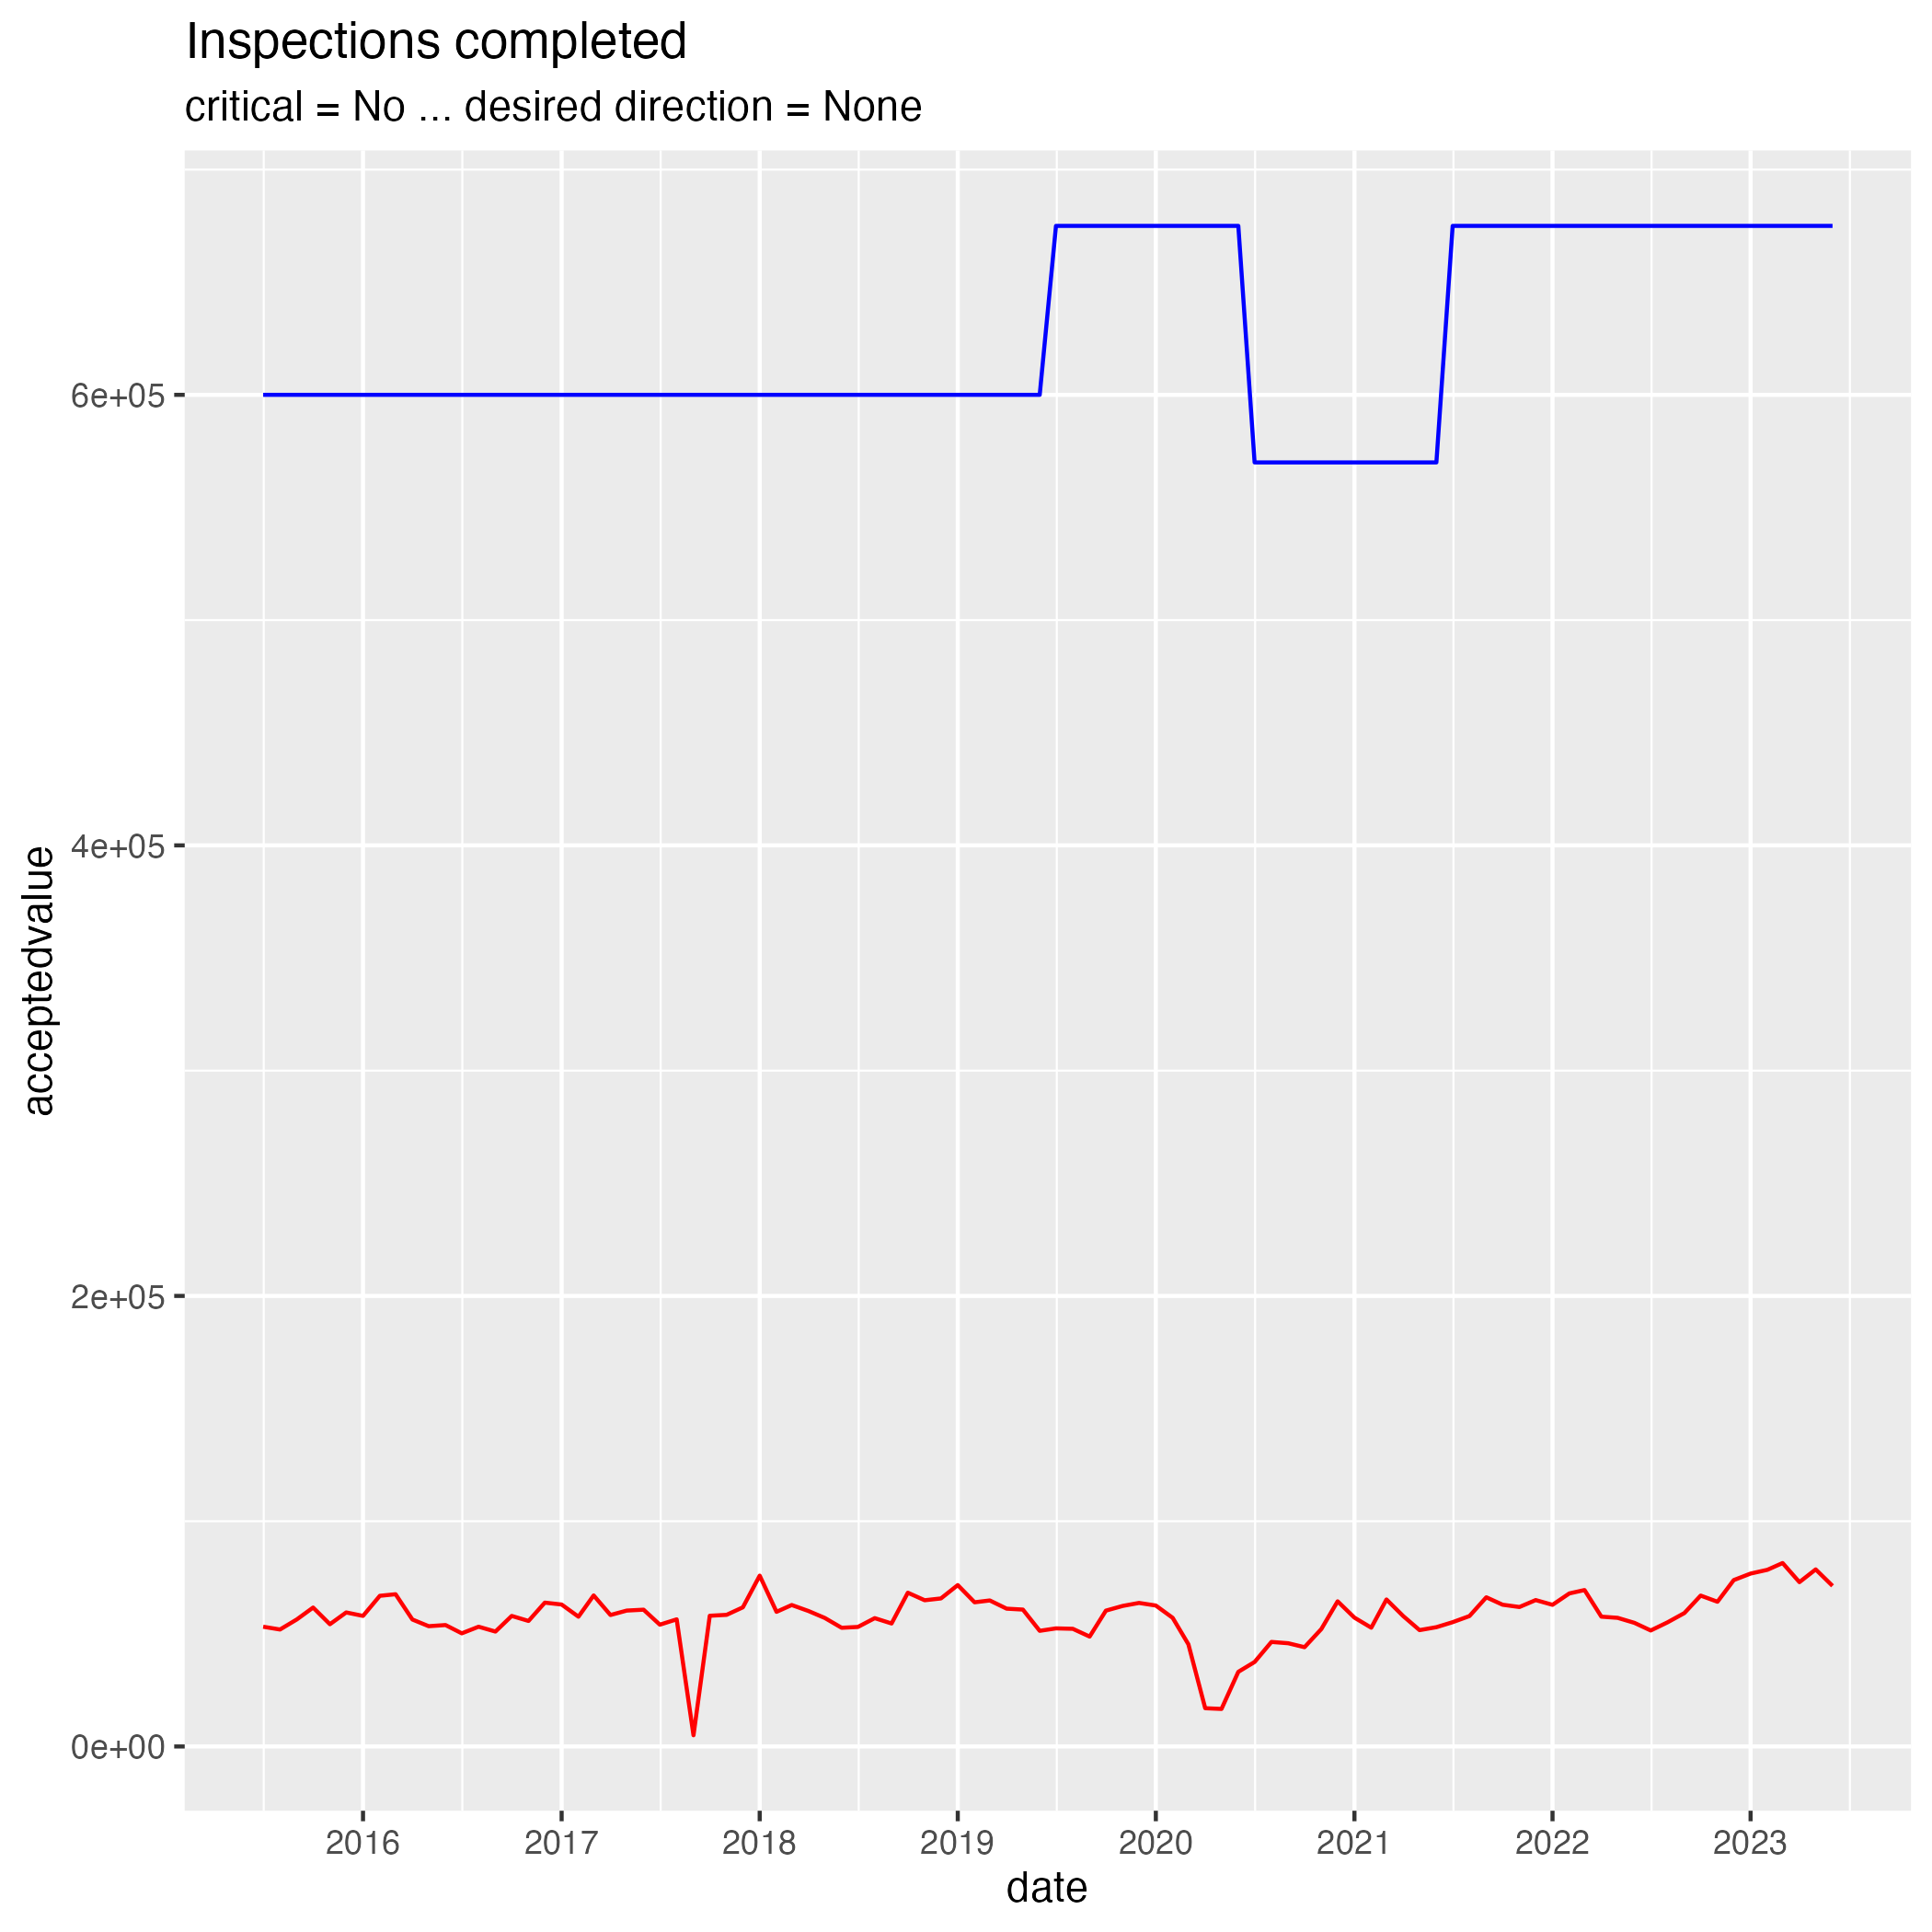 Inspections completed
critical = No ... desired direction = None
acceptedvalue
6e+05
4e+05
2e+05
0e+00
2016 2017 2018 2019 2020 2021 2022 2023
date